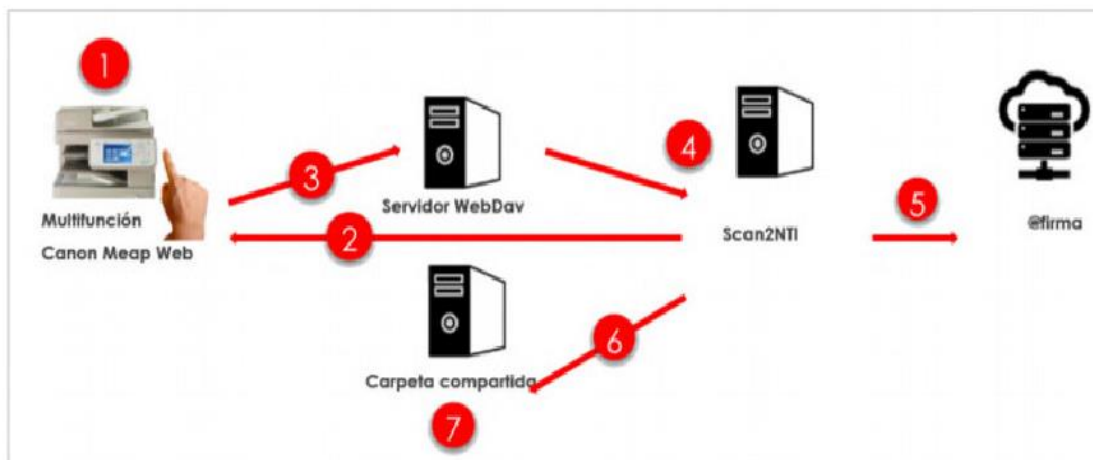 1
3
Servidor WebDav
4
Scan2NTI
5
@firma
Multifunción
Canon Meap Web
2
Carpeta compartida
6
7